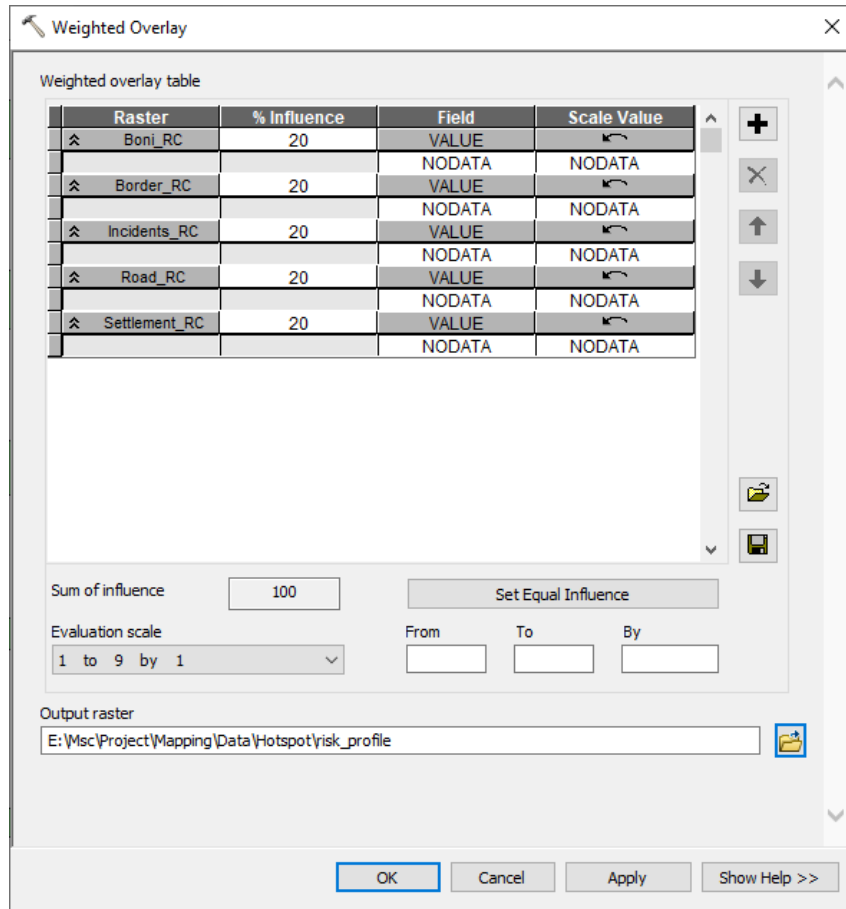 Weighted Overlay
Weighted overlay table
Raster % Influence Field Scale Value
Boni_RC 20 VALUE
NODATA NODATA
Border_RC 20 VALUE
NODATA NODATA
Incidents_RC 20 VALUE
NODATA NODATA
Road_RC 20 VALUE
NODATA NODATA
Settlement_RC 20 VALUE
NODATA NODATA
Sum of influence 100 Set Equal Influence
Evaluation scale From To By
1 to 9 by 1
Output raster
E:\Msc\Project\Mapping\Data\Hotspot\risk_profile
OK Cancel Apply Show Help >>